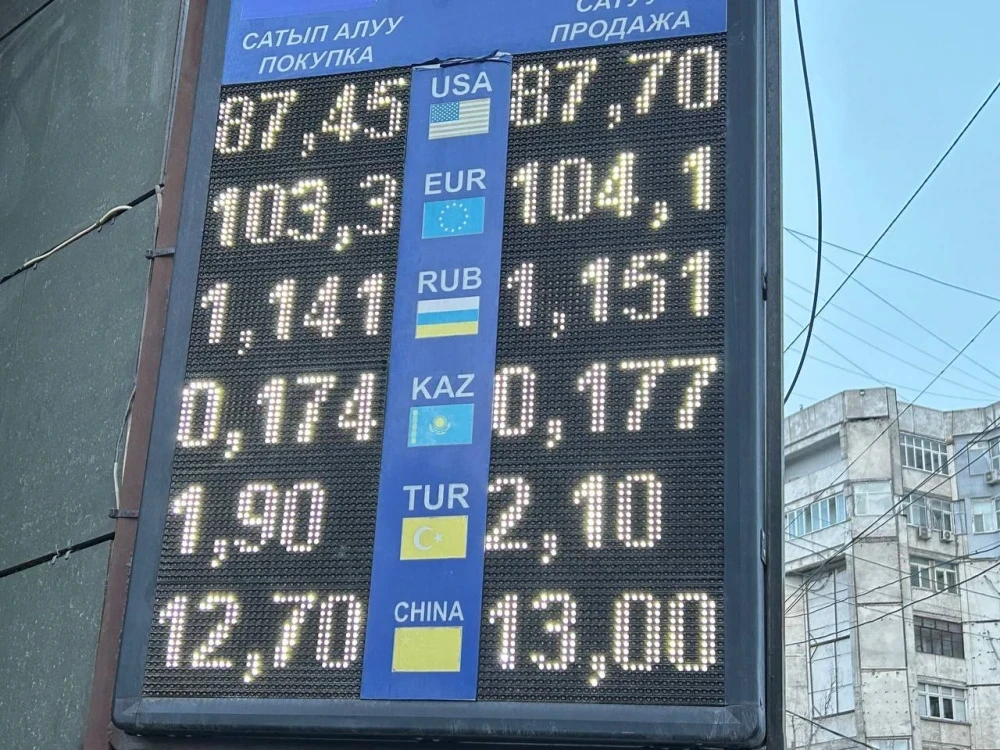 САТЫП АЛУУ САТУУ
ПОКУПКА ПРОДАЖА
87,45 USA 87,70
103,3 EUR 104,1
1,141 RUB 1,151
0,174 KAZ 0,177
1,90 TUR 2,10
12,70 CHINA 13,00